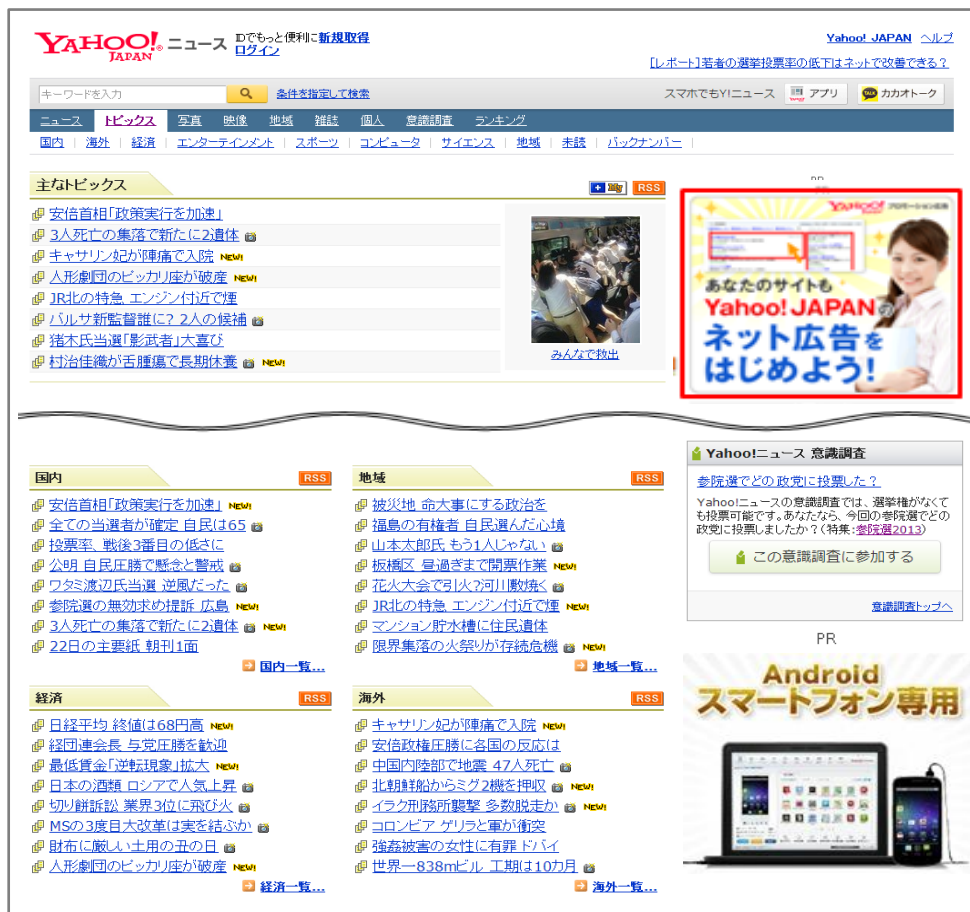 YAHOO! JAPAN ニュース
IDでもっと便利に新規取得
ログイン
Yahoo! JAPAN ヘルプ
[レポート]若者の選挙投票率の低下はネットで改善できる?
キーワードを入力
条件を指定して検索
スマホでもY!ニュース アプリ カカオトーク
ニュース トピックス 写真 映像 地域 雑誌 個人 意識調査 ランキング
国内 | 海外 | 経済 | エンターテインメント | スポーツ | コンピュータ | サイエンス | 地域 | 未読 | バックナンバー |
主なトピックス
My RSS
安倍首相「政策実行を加速」
3人死亡の集落で新たに2遺体
キャサリン妃が陣痛で入院 NEW!
人形劇団のピッカリ座が破産 NEW!
JR北の特急 エンジン付近で煙
バルサ新監督誰に? 2人の候補
猪木氏当選「影武者」大喜び
村治佳織が舌腫瘍で長期休養 NEW!
みんなで救出
YAHOO! JAPAN プロモーション広告
あなたのサイトも
Yahoo! JAPANの
ネット広告を
はじめよう!
国内 RSS
安倍首相「政策実行を加速」 NEW!
全ての当選者が確定 自民は65
投票率、戦後3番目の低さに
公明 自民圧勝で懸念と警戒
ワタミ渡辺氏当選 逆風だった
参院選の無効求め提訴 広島 NEW!
3人死亡の集落で新たに2遺体 NEW!
22日の主要紙 朝刊1面
国内一覧...
地域 RSS
被災地 命大事にする政治を
福島の有権者 自民選んだ心境
山本太郎氏 もう1人じゃない
板橋区 昼過ぎまで開票作業 NEW!
花火大会で引火?河川敷焼く
JR北の特急 エンジン付近で煙 NEW!
マンション貯水槽に住民遺体
限界集落の火祭りが存続危機 NEW!
地域一覧...
Yahoo!ニュース 意識調査
参院選でどの政党に投票した?
Yahoo!ニュースの意識調査では、選挙権がなくて
も投票可能です。あなたなら、今回の参院選でどの
政党に投票しましたか?(特集:参院選2013)
この意識調査に参加する
意識調査トップへ
経済 RSS
日経平均 終値は68円高 NEW!
経団連会長 与党圧勝を歓迎
最低賃金「逆転現象」拡大 NEW!
日本の酒類 ロシアで人気上昇
切り餅訴訟 業界3位に飛び火
MSの3度目大改革は実を結ぶか
財布に厳しい土用の丑の日
人形劇団のピッカリ座が破産 NEW!
経済一覧...
海外 RSS
キャサリン妃が陣痛で入院 NEW!
安倍政権圧勝に各国の反応は
中国内陸部で地震 47人死亡
北朝鮮船からミグ2機を押収 NEW!
イラク刑務所襲撃 多数脱走か NEW!
コロンビア ゲリラと軍が衝突
強姦被害の女性に有罪 ドバイ
世界一838mビル 工期は10カ月
海外一覧...
PR
Android
スマートフォン専用